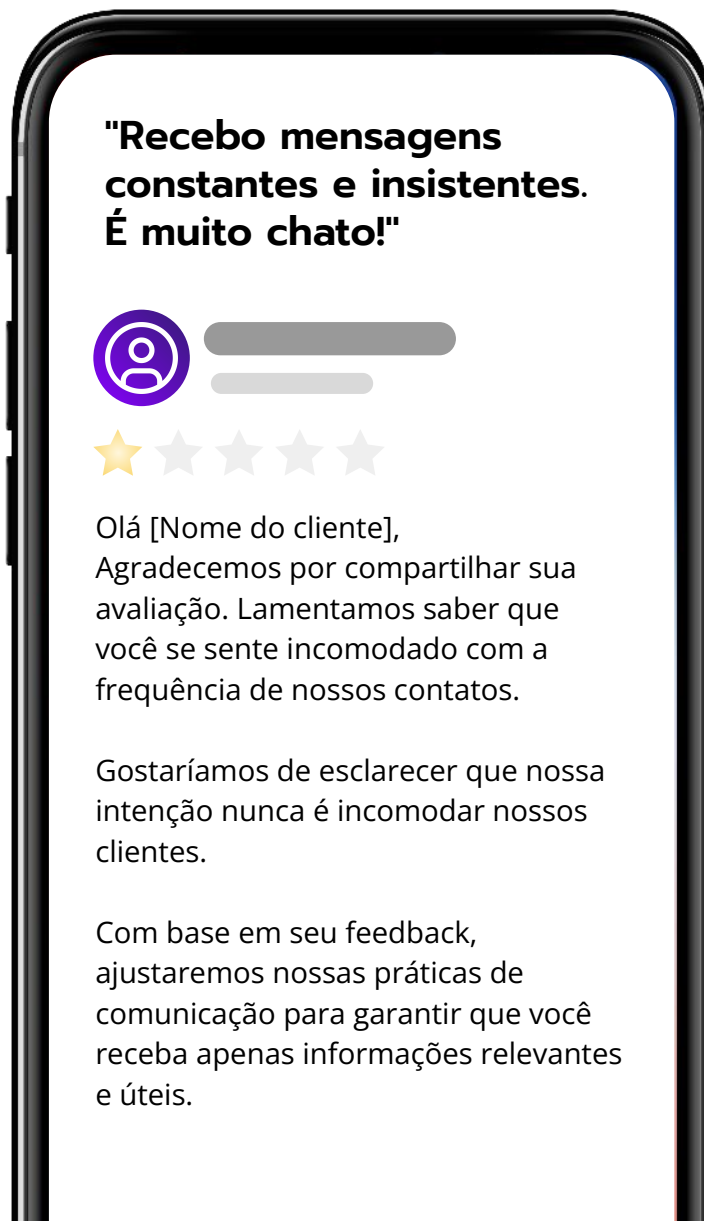 "Recebo mensagens
constantes e insistentes.
É muito chato!"
Olá [Nome do cliente],
Agradecemos por compartilhar sua
avaliação. Lamentamos saber que
você se sente incomodado com a
frequência de nossos contatos.
Gostaríamos de esclarecer que nossa
intenção nunca é incomodar nossos
clientes.
Com base em seu feedback,
ajustaremos nossas práticas de
comunicação para garantir que você
receba apenas informações relevantes
e úteis.